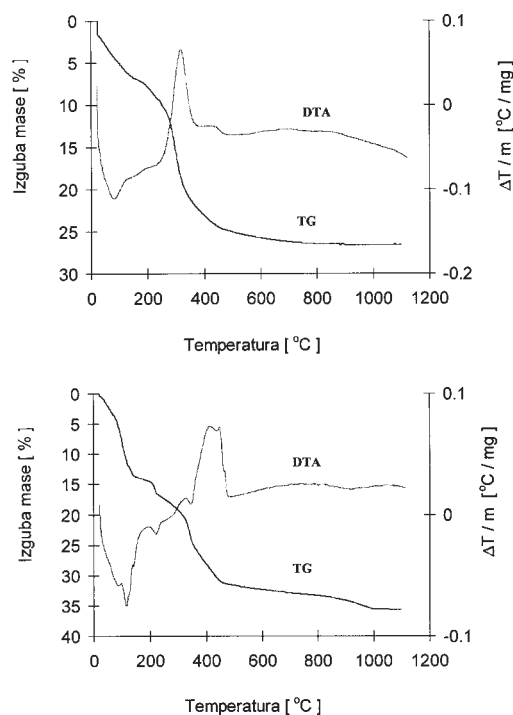 0
5
10
15
20
25
30
Izguba mase [ % ]
0.1
0
-0.1
-0.2
ΔT / m [°C / mg]
DTA
TG
0 200 400 600 800 1000 1200
Temperatura [ °C ]
0
5
10
15
20
25
30
35
40
Izguba mase [ % ]
0.1
0
-0.1
ΔT / m [°C / mg]
DTA
TG
0 200 400 600 800 1000 1200
Temperatura [ °C ]